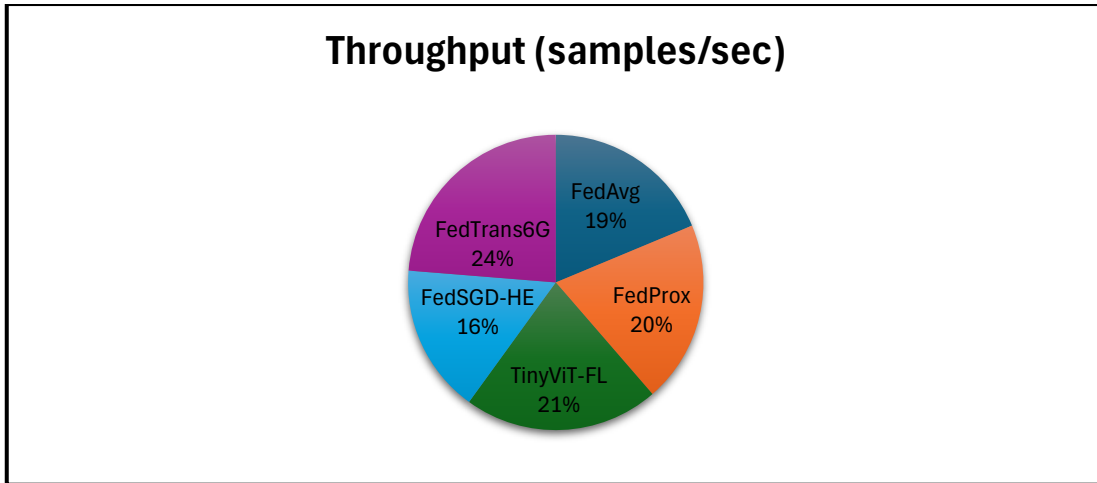 Throughput (samples/sec)
FedAvg
19%
FedProx
20%
TinyViT-FL
21%
FedSGD-HE
16%
FedTrans6G
24%